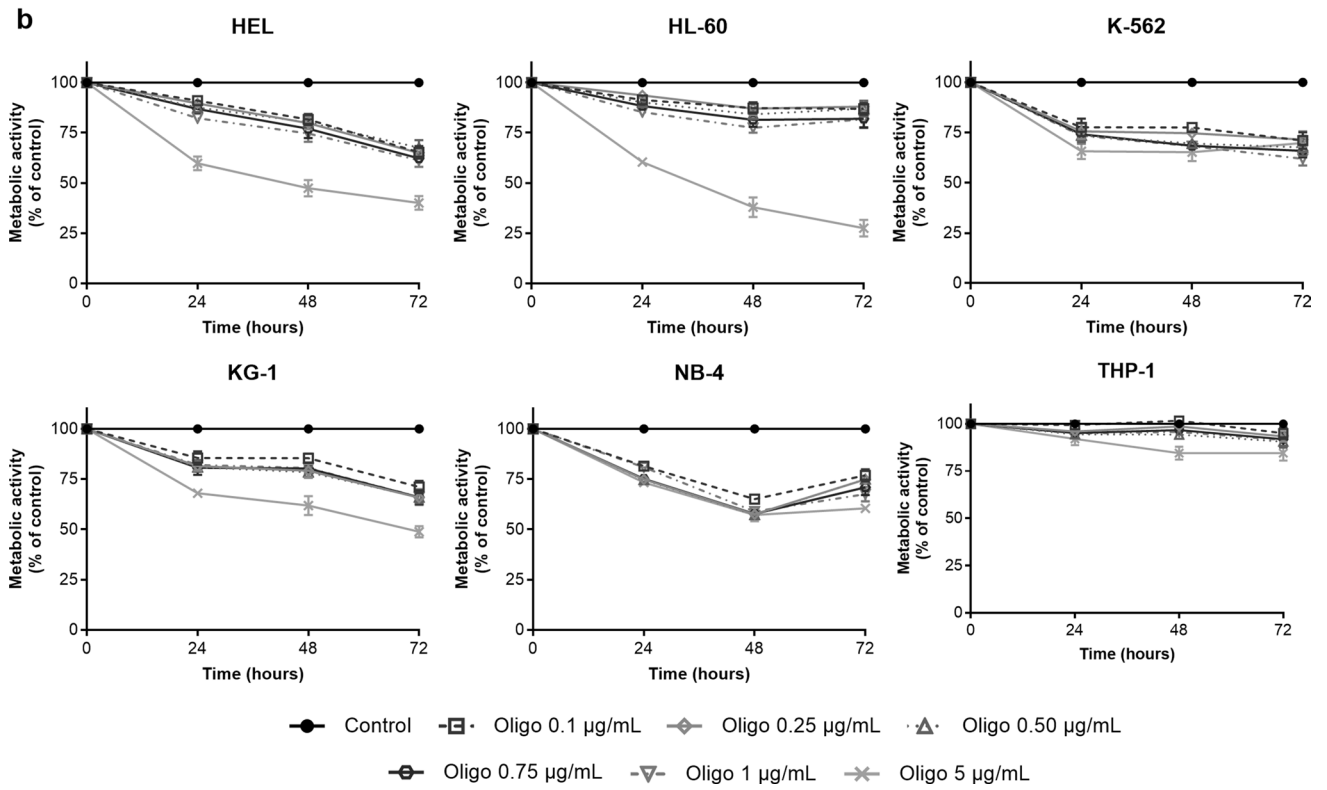 b
HEL
HL-60
K-562
Metabolic activity
(% of control)
100
75
50
25
0
0 24 48 72
Time (hours)
Metabolic activity
(% of control)
100
75
50
25
0
0 24 48 72
Time (hours)
Metabolic activity
(% of control)
100
75
50
25
0
0 24 48 72
Time (hours)
KG-1
NB-4
THP-1
Metabolic activity
(% of control)
100
75
50
25
0
0 24 48 72
Time (hours)
Metabolic activity
(% of control)
100
75
50
25
0
0 24 48 72
Time (hours)
Metabolic activity
(% of control)
100
75
50
25
0
0 24 48 72
Time (hours)
Control Oligo 0.1 µg/mL Oligo 0.25 µg/mL Oligo 0.50 µg/mL
Oligo 0.75 µg/mL Oligo 1 µg/mL Oligo 5 µg/mL